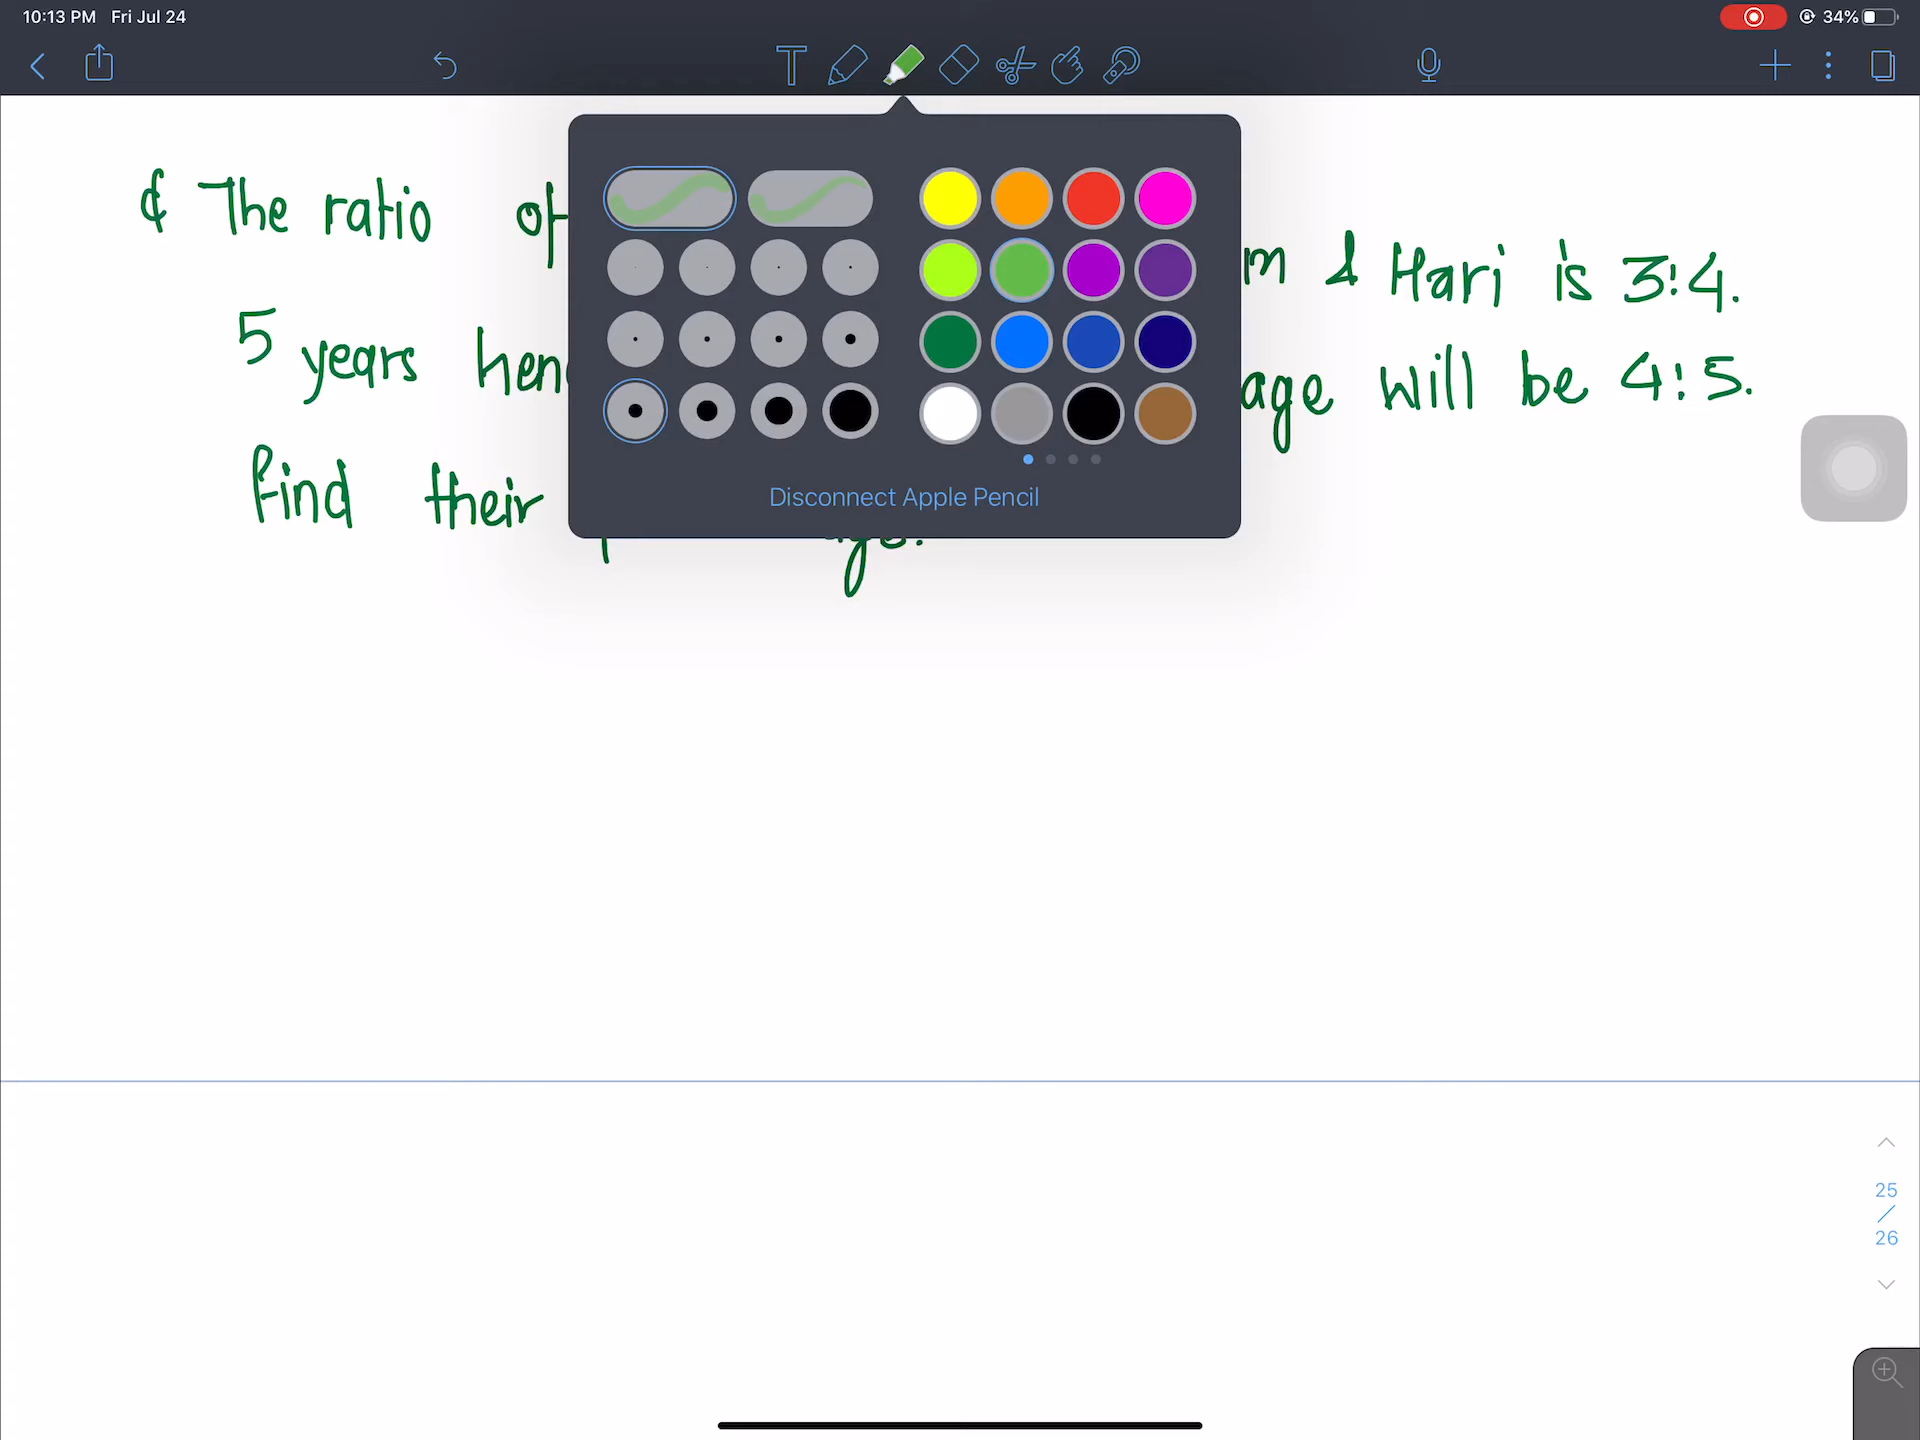 10:13 PM Fri Jul 24 34%
The ratio of m & Hari is 3:4.
5 years hen age will be 4:5.
find their
Disconnect Apple Pencil
25
/
26